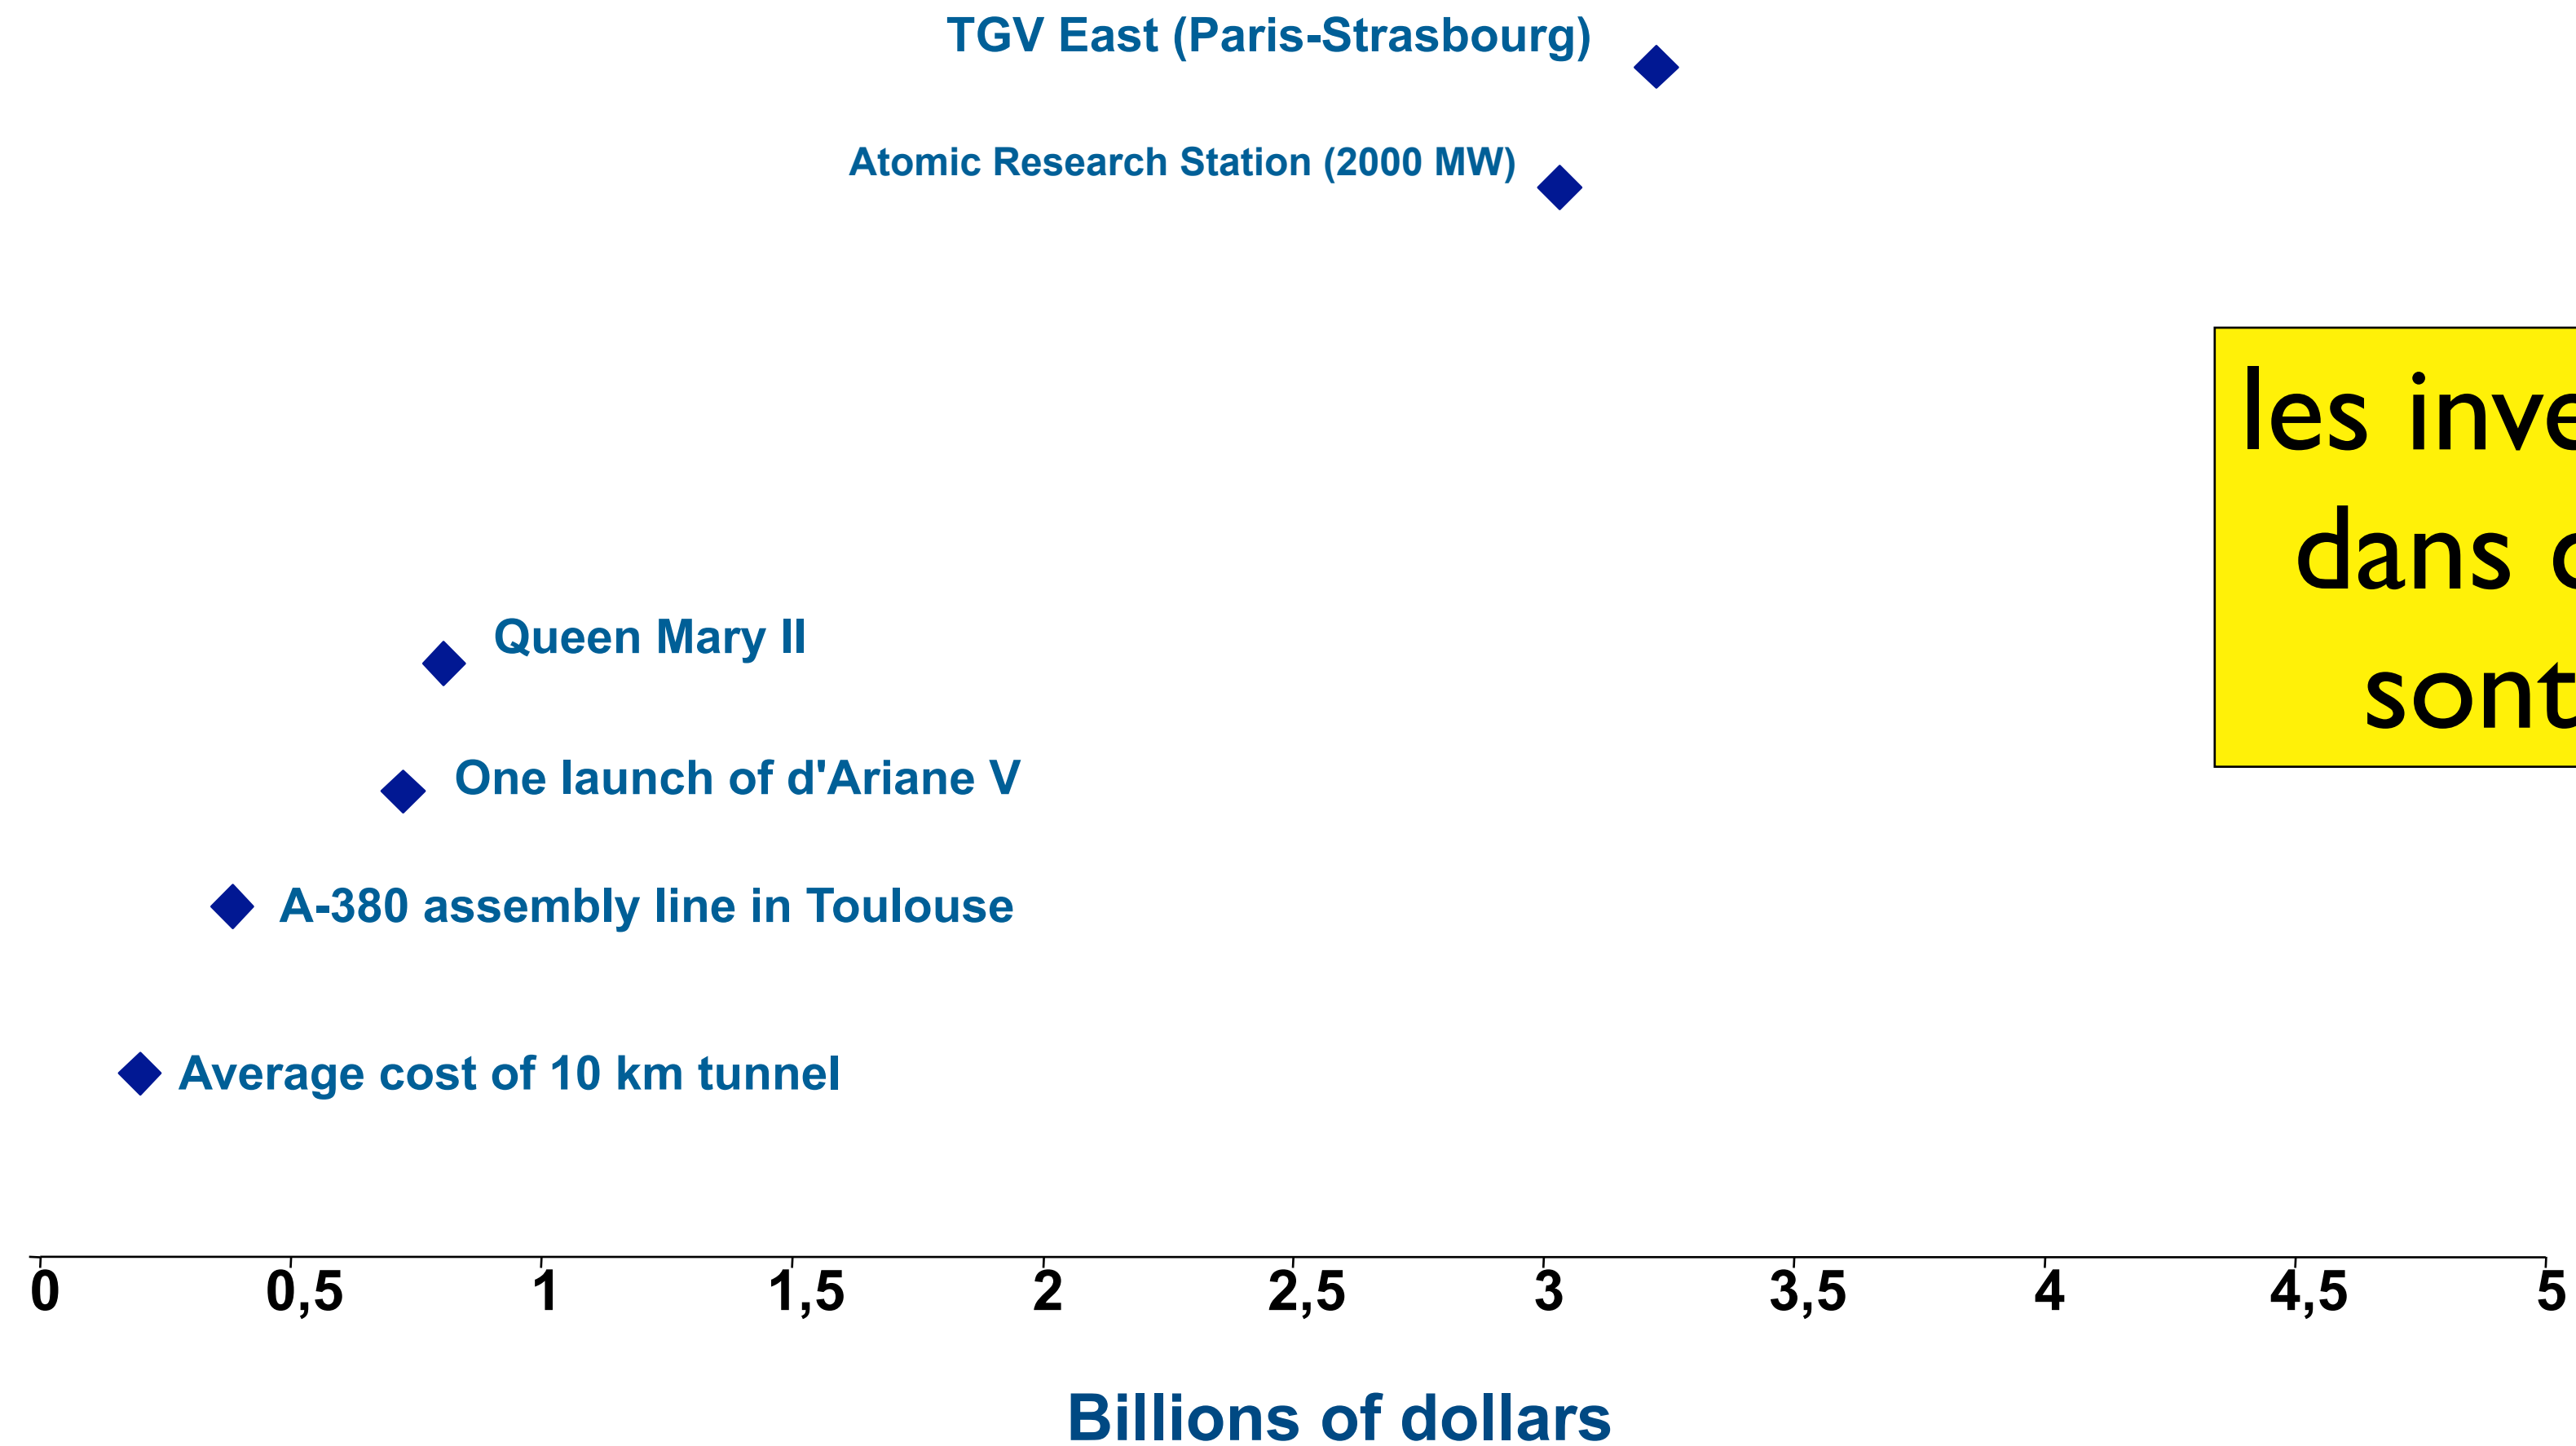 TGV East (Paris-Strasbourg)
Atomic Research Station (2000 MW)
les
dans
sont
Queen Mary II
One launch of d'Ariane V
A-380 assembly line in Toulouse
Average cost of 10 km tunnel
0 0,5 1 1,5 2 2,5 3 3,5 4 4,5 5
Billions of dollars